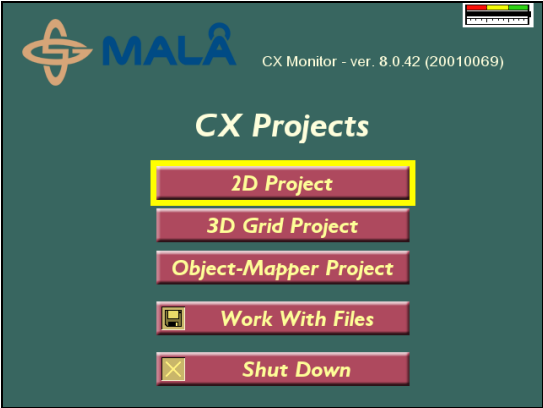 MALÅ
CX Monitor - ver. 8.0.42 (20010069)
CX Projects
2D Project
3D Grid Project
Object-Mapper Project
Work With Files
Shut Down